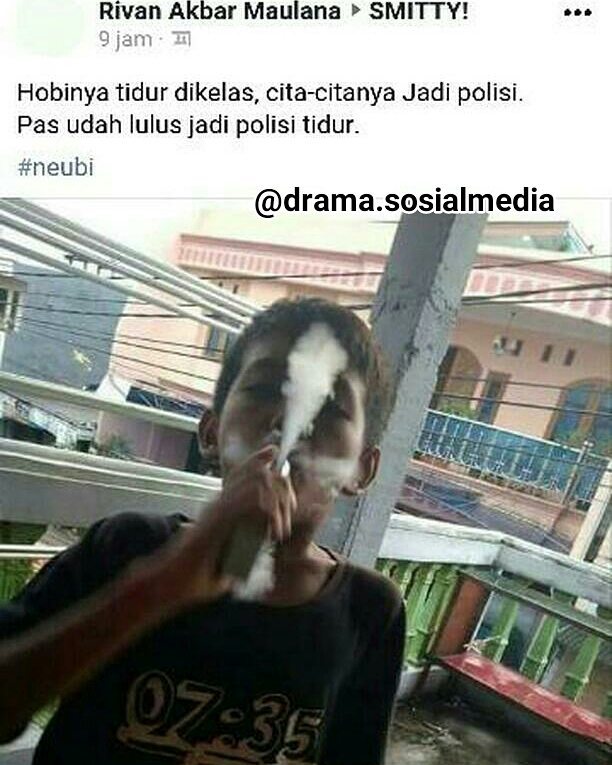 Rivan Akbar Maulana ▸ SMITTY!
9 jam ·
Hobinya tidur dikelas, cita-citanya Jadi polisi.
Pas udah lulus jadi polisi tidur.
#neubi
@drama.sosialmedia
07:35